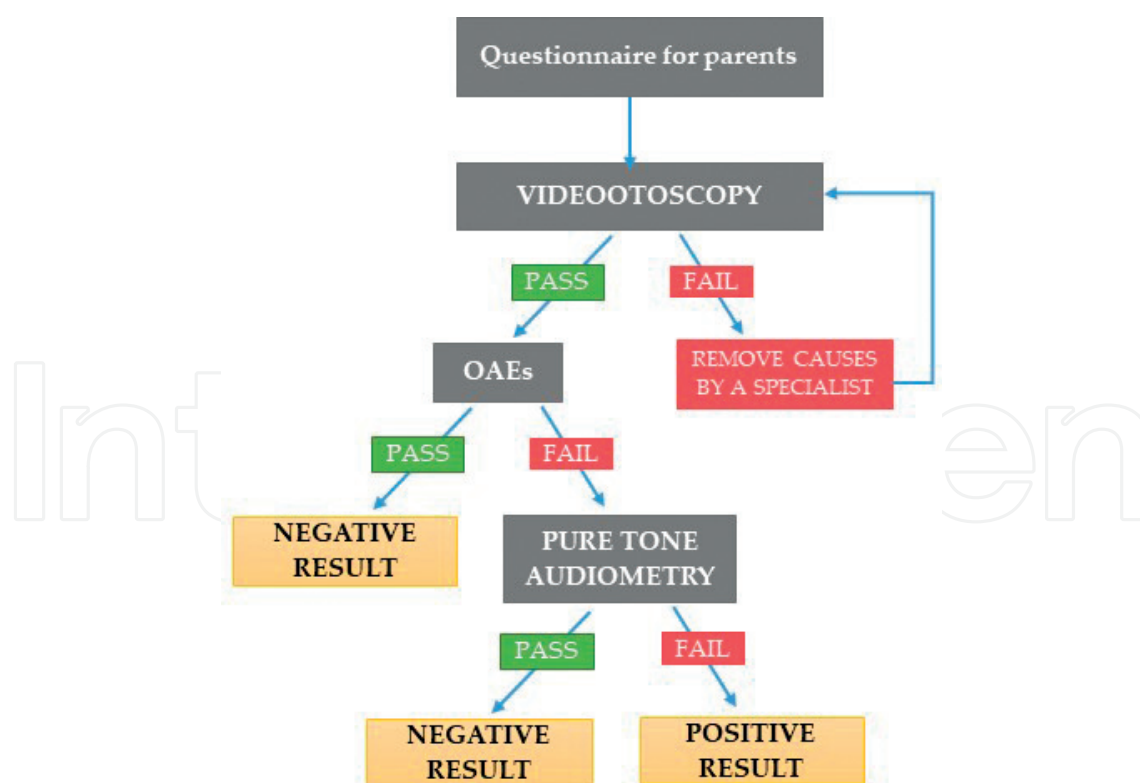 Questionnaire for parents
VIDEOOTOSCOPY
PASS
FAIL
OAEs
REMOVE CAUSES
BY A SPECIALIST
PASS
FAIL
NEGATIVE
RESULT
PURE TONE
AUDIOMETRY
PASS
FAIL
NEGATIVE
RESULT
POSITIVE
RESULT